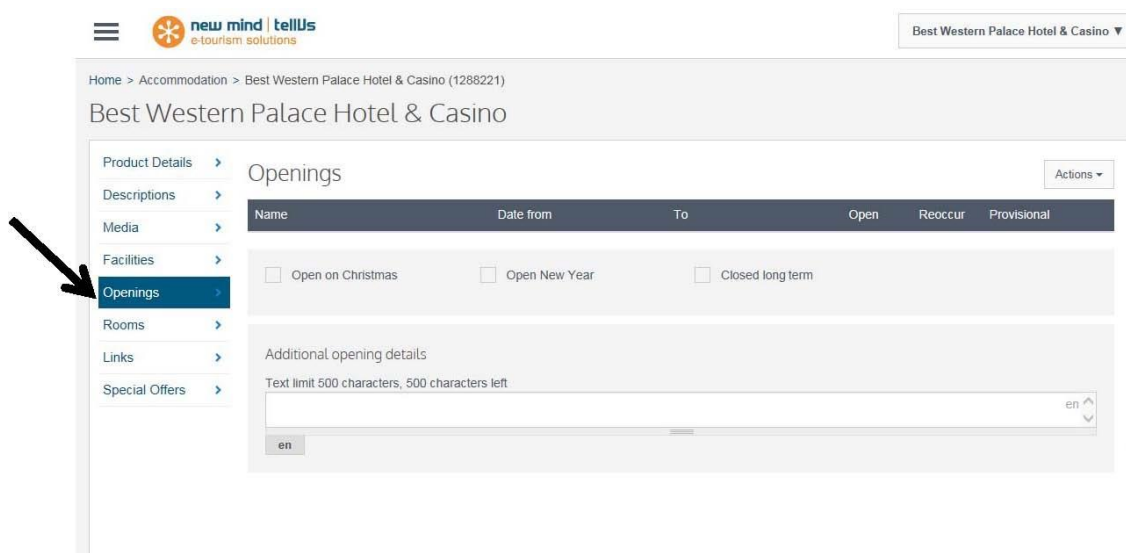 new mind | tellUs
e-tourism solutions
Best Western Palace Hotel & Casino ▼
Home > Accommodation > Best Western Palace Hotel & Casino (1288221)
Best Western Palace Hotel & Casino
Product Details
Descriptions
Media
Facilities
Openings
Rooms
Links
Special Offers
Openings
Actions
Name Date from To Open Reoccur Provisional
Open on Christmas Open New Year Closed long term
Additional opening details
Text limit 500 characters, 500 characters left
en
en